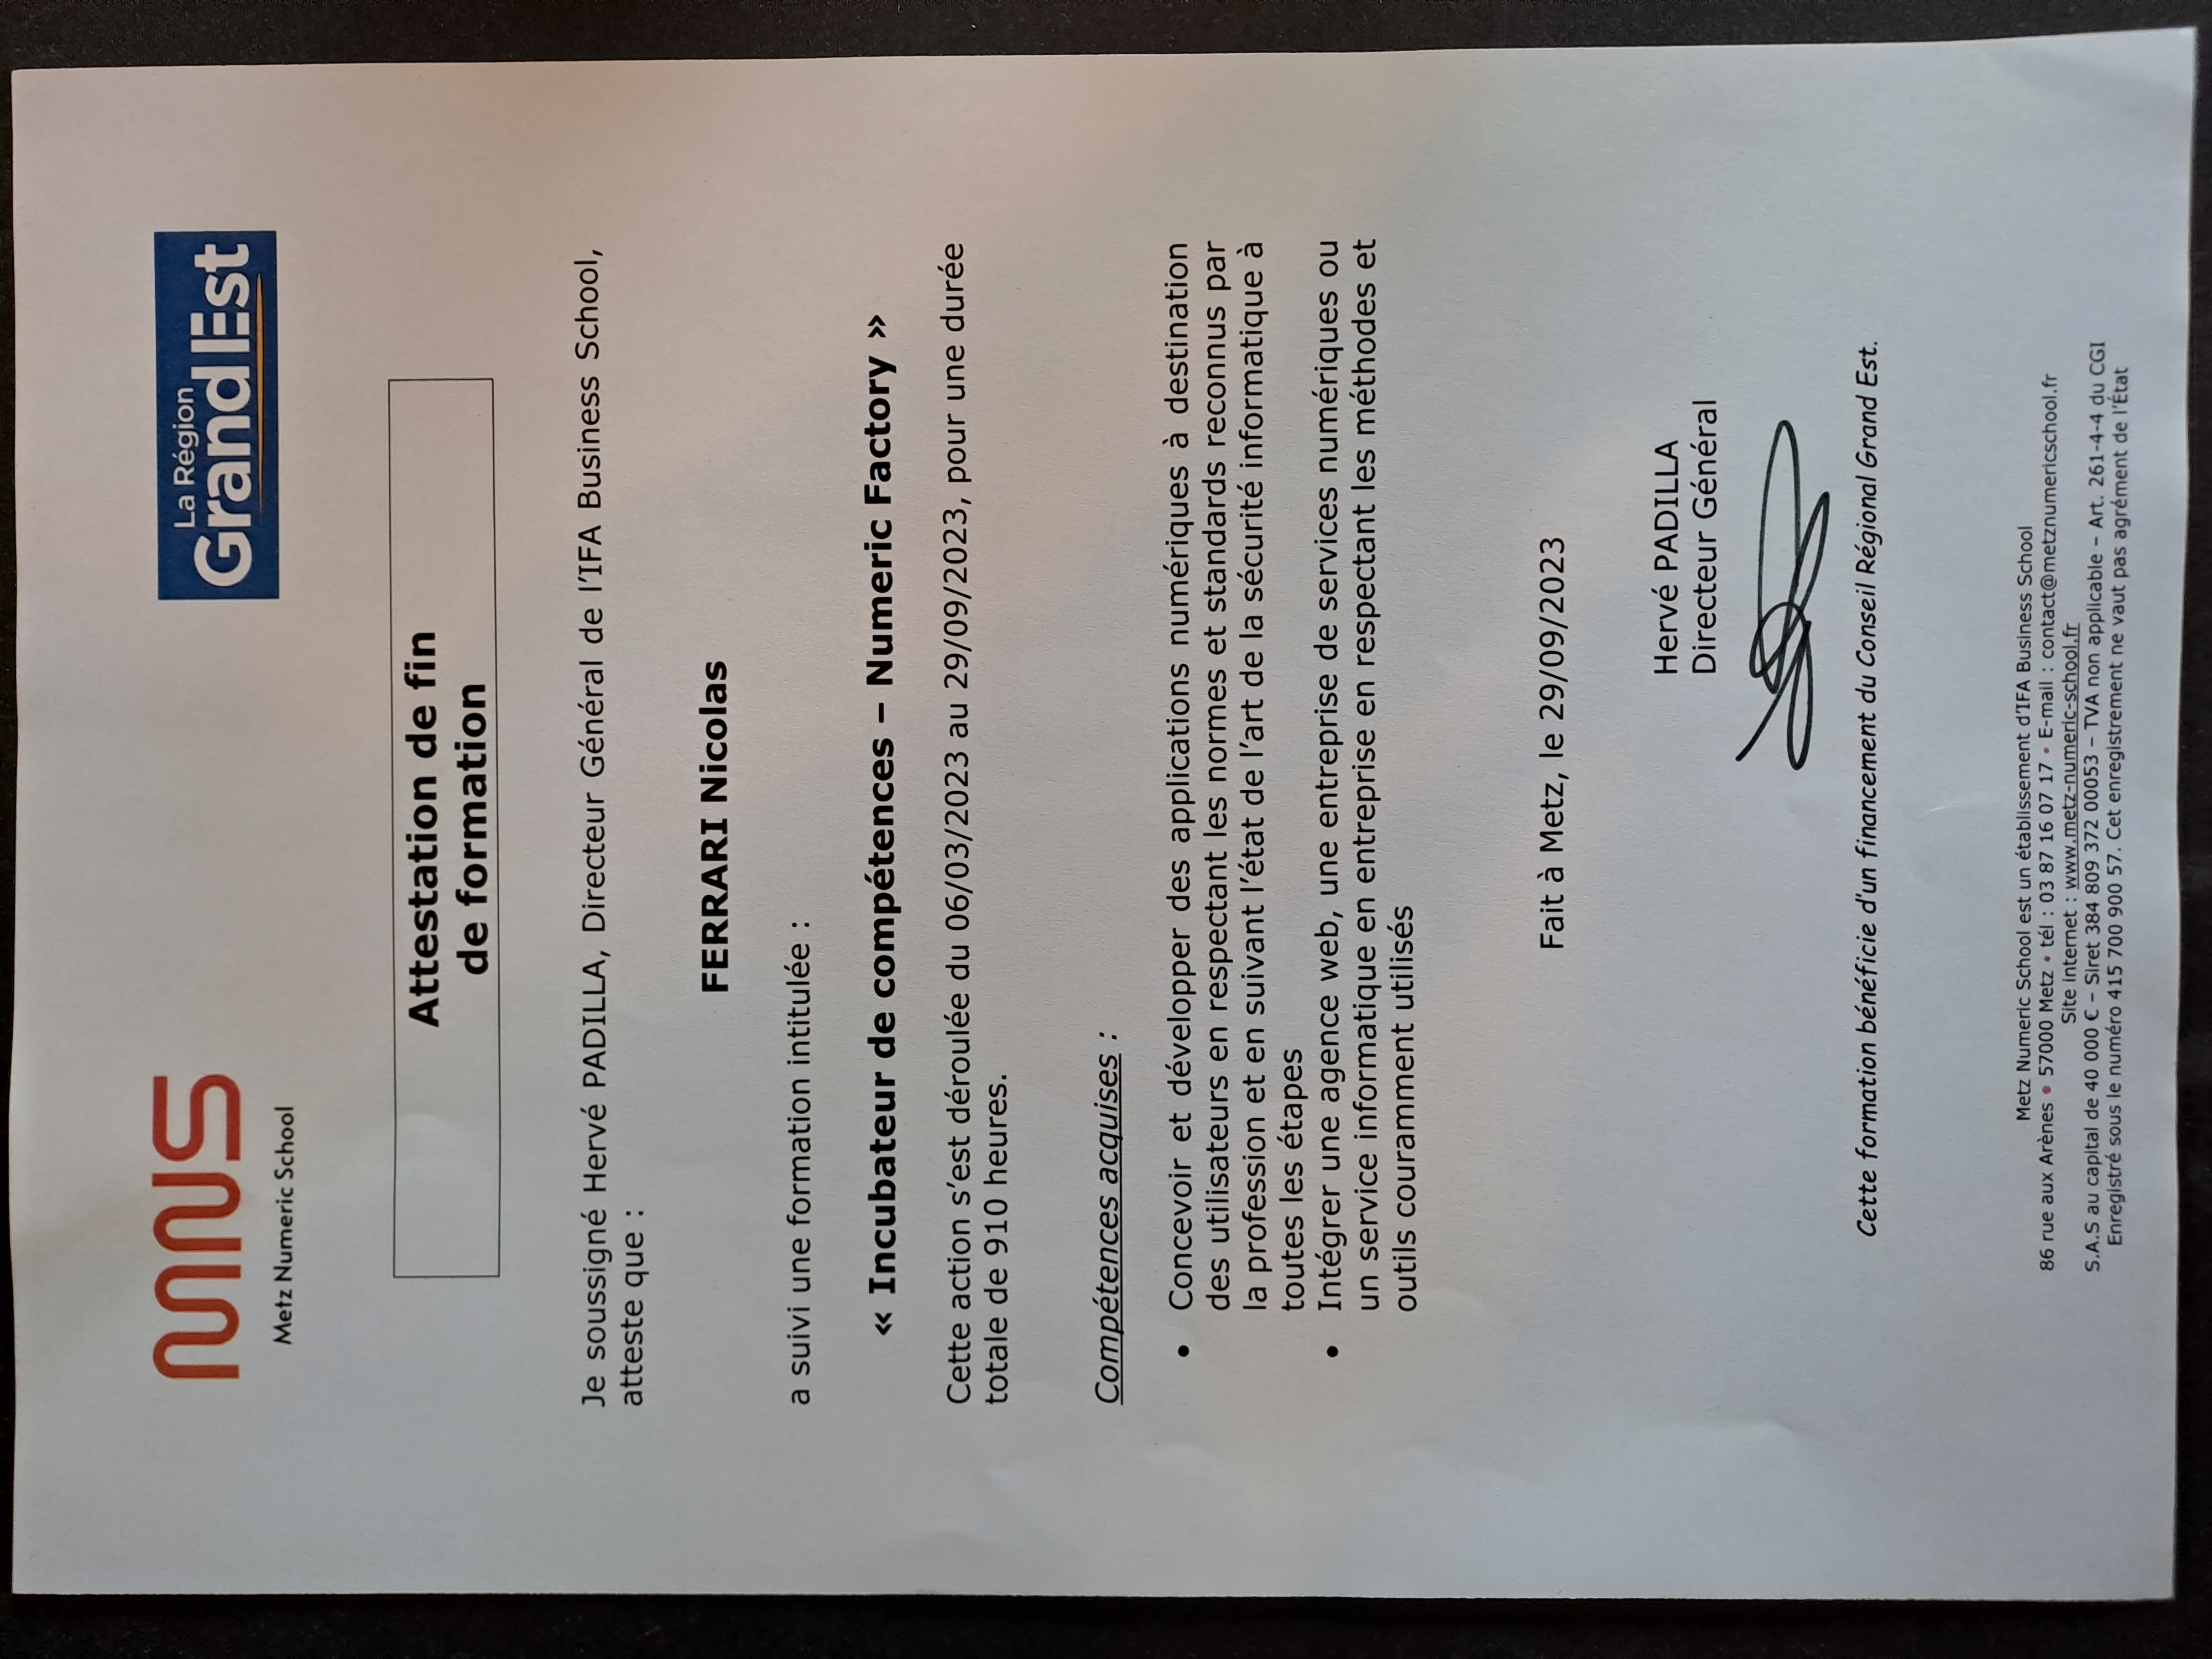 MNS
Metz Numeric School
La Région
Grand Est
Attestation de fin
de formation
Je soussigné Hervé PADILLA, Directeur Général de l'IFA Business School,
atteste que :
FERRARI Nicolas
a suivi une formation intitulée :
« Incubateur de compétences – Numeric Factory »
Cette action s'est déroulée du 06/03/2023 au 29/09/2023, pour une durée
totale de 910 heures.
Compétences acquises :
• Concevoir et développer des applications numériques à destination
des utilisateurs en respectant les normes et standards reconnus par
la profession et en suivant l'état de l'art de la sécurité informatique à
toutes les étapes
• Intégrer une agence web, une entreprise de services numériques ou
un service informatique en entreprise en respectant les méthodes et
outils couramment utilisés
Fait à Metz, le 29/09/2023
Hervé PADILLA
Directeur Général
Cette formation bénéficie d'un financement du Conseil Régional Grand Est.
Metz Numeric School est un établissement d'IFA Business School
86 rue aux Arènes • 57000 Metz • tél : 03 87 16 07 17 • E-mail : contact@metznumericschool.fr
Site internet : www.metz-numeric-school.fr
S.A.S au capital de 40 000 € – Siret 384 809 372 00053 – TVA non applicable – Art. 261-4-4 du CGI
Enregistré sous le numéro 415 700 900 57. Cet enregistrement ne vaut pas agrément de l'État